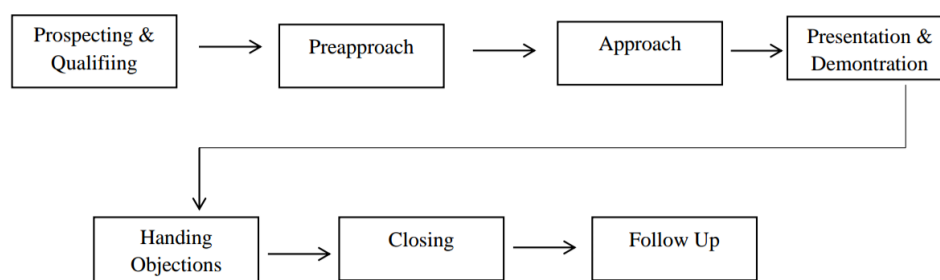 Prospecting &
Qualifiing
Preapproach
Approach
Presentation &
Demontration
Handing
Objections
Closing
Follow Up